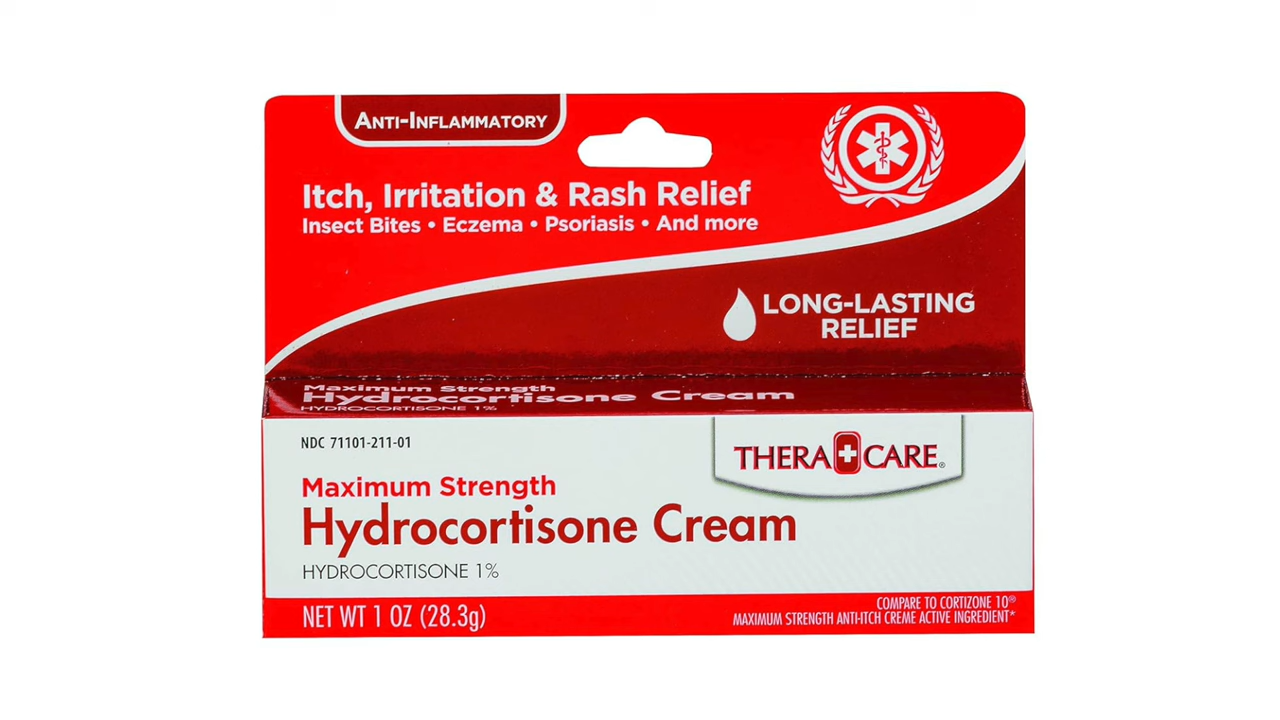 ANTI-INFLAMMATORY
Itch, Irritation & Rash Relief
Insect Bites • Eczema • Psoriasis • And more
LONG-LASTING
RELIEF
Maximum Strength
Hydrocortisone Cream
HYDROCORTISONE 1%
NDC 71101-211-01
THERA CARE®
Maximum Strength
Hydrocortisone Cream
HYDROCORTISONE 1%
NET WT 1 OZ (28.3g)
COMPARE TO CORTIZONE 10®
MAXIMUM STRENGTH ANTI-ITCH CREME ACTIVE INGREDIENT*